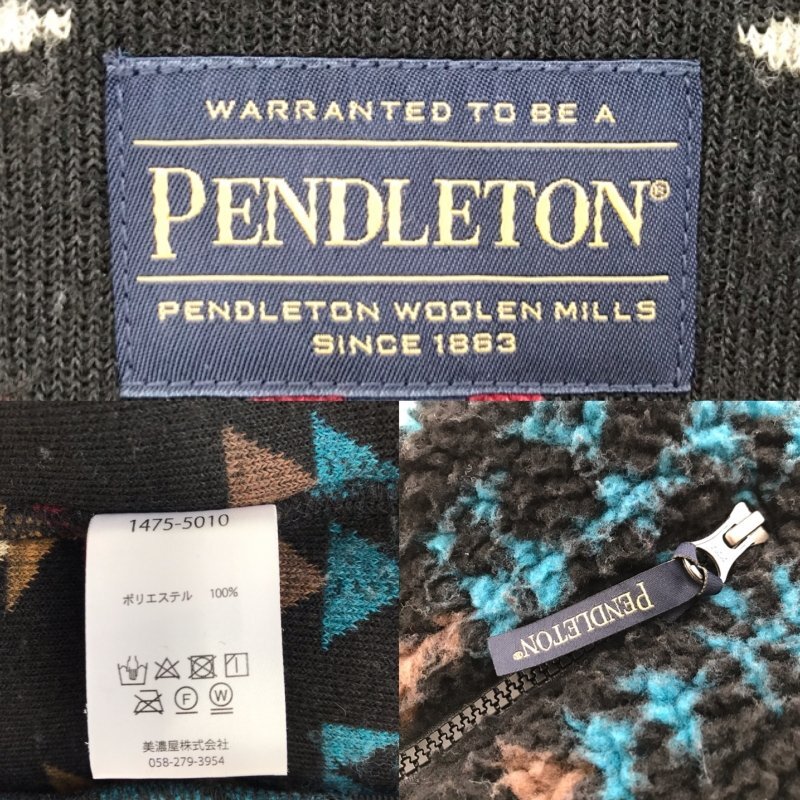 WARRANTED TO BE A
PENDLETON®
PENDLETON WOOLEN MILLS
SINCE 1863
1475-5010
ポリエステル 100%
F W
美濃屋株式会社
058-279-3954
PENDLETON®